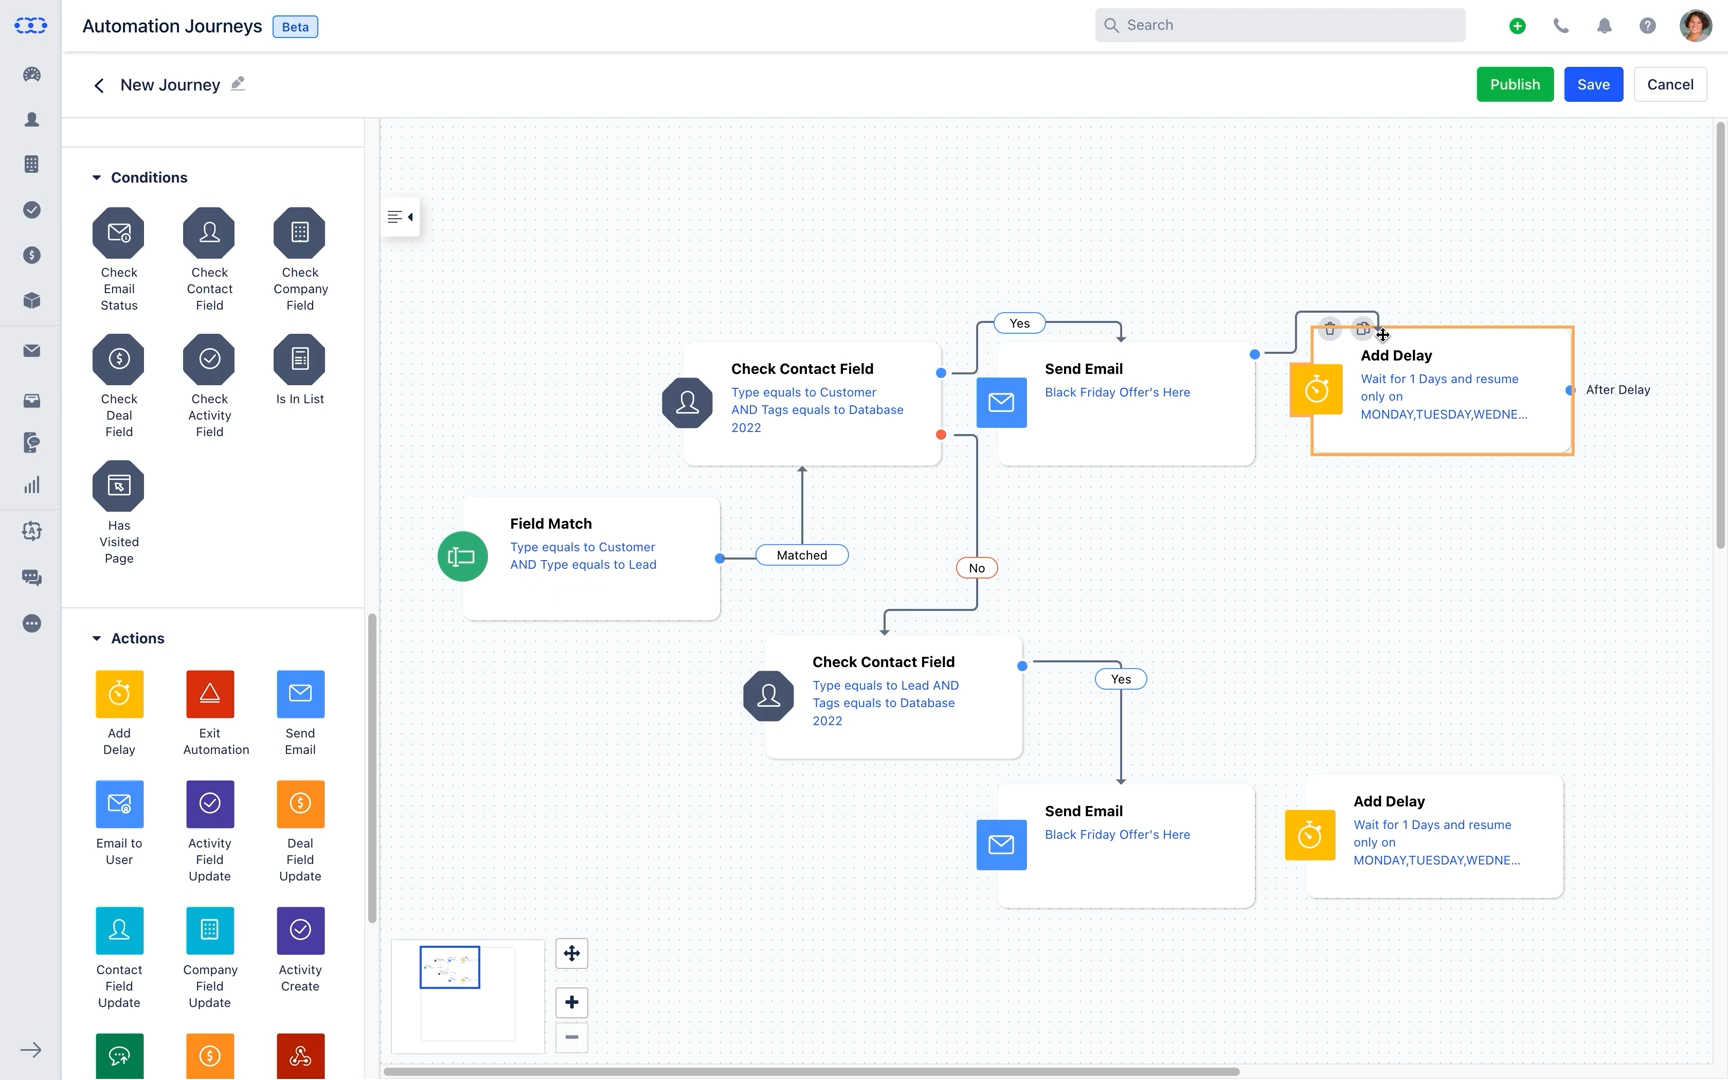 Automation Journeys
Beta
Search
New Journey
Publish
Save
Cancel
Conditions
Check
Email
Status
Check
Contact
Field
Check
Company
Field
Check
Deal
Field
Check
Activity
Field
Is In List
Has
Visited
Page
Actions
Add
Delay
Exit
Automation
Send
Email
Email to
User
Activity
Field
Update
Deal
Field
Update
Contact
Field
Update
Company
Field
Update
Activity
Create
Field Match
Type equals to Customer
AND Type equals to Lead
Matched
Check Contact Field
Type equals to Customer
AND Tags equals to Database
2022
Yes
Send Email
Black Friday Offer's Here
Add Delay
Wait for 1 Days and resume
only on
MONDAY,TUESDAY,WEDNE...
After Delay
No
Check Contact Field
Type equals to Lead AND
Tags equals to Database
2022
Yes
Send Email
Black Friday Offer's Here
Add Delay
Wait for 1 Days and resume
only on
MONDAY,TUESDAY,WEDNE...